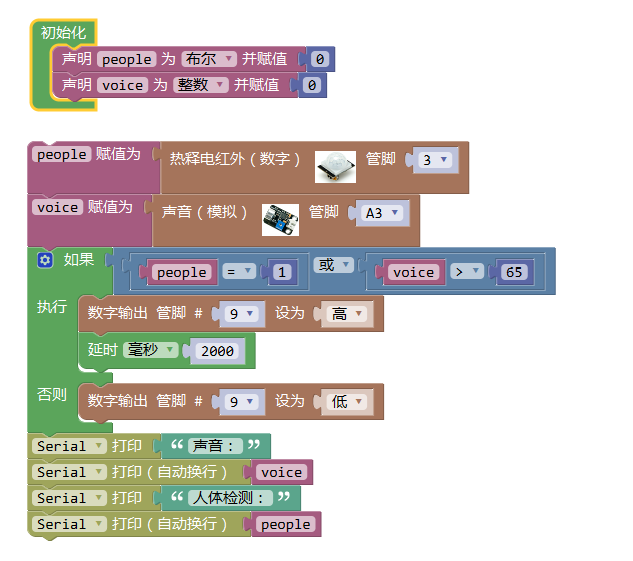 初始化
声明 people 为 布尔 并赋值 0
声明 voice 为 整数 并赋值 0
people 赋值为 热释电红外（数字） 管脚 3
voice 赋值为 声音（模拟） 管脚 A3
如果 people = 1 或 voice > 65
执行 数字输出 管脚 # 9 设为 高
延时 毫秒 2000
否则 数字输出 管脚 # 9 设为 低
Serial 打印 “ 声音： ”
Serial 打印（自动换行） voice
Serial 打印 “ 人体检测： ”
Serial 打印（自动换行） people